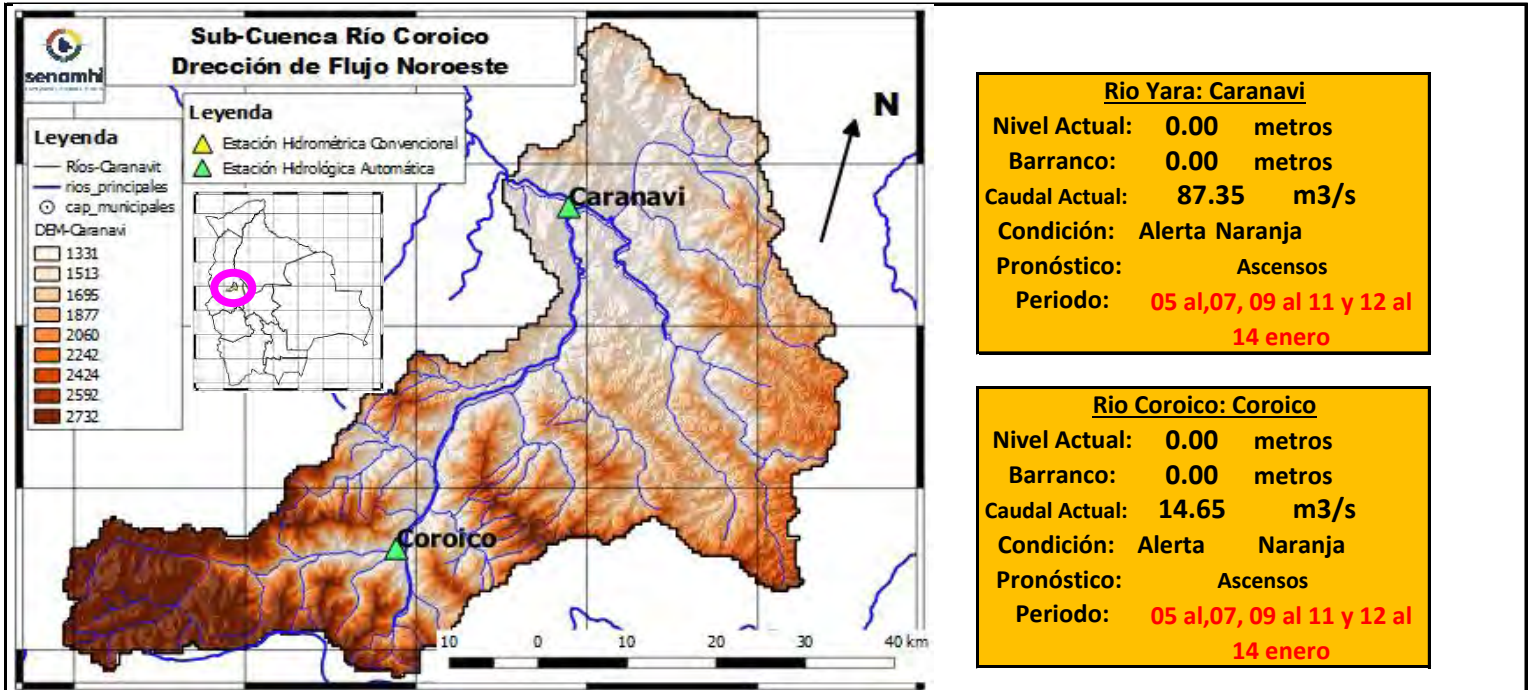 senamhi
Sub-Cuenca Río Coroico
Drección de Flujo Noroeste
Leyenda
Estación Hidrométrica Convencional
Estación Hidrológica Automática
Leyenda
Ríos-Caranavit
rios_principales
cap_municipales
DEM-Caranavi
1331
1513
1695
1877
2060
2242
2424
2592
2732
N
Caranavi
Coroico
10 0 10 20 30 40 km
Rio Yara: Caranavi
Nivel Actual: 0.00 metros
Barranco: 0.00 metros
Caudal Actual: 87.35 m3/s
Condición: Alerta Naranja
Pronóstico: Ascensos
Periodo: 05 al,07, 09 al 11 y 12 al
14 enero
Rio Coroico: Coroico
Nivel Actual: 0.00 metros
Barranco: 0.00 metros
Caudal Actual: 14.65 m3/s
Condición: Alerta Naranja
Pronóstico: Ascensos
Periodo: 05 al,07, 09 al 11 y 12 al
14 enero